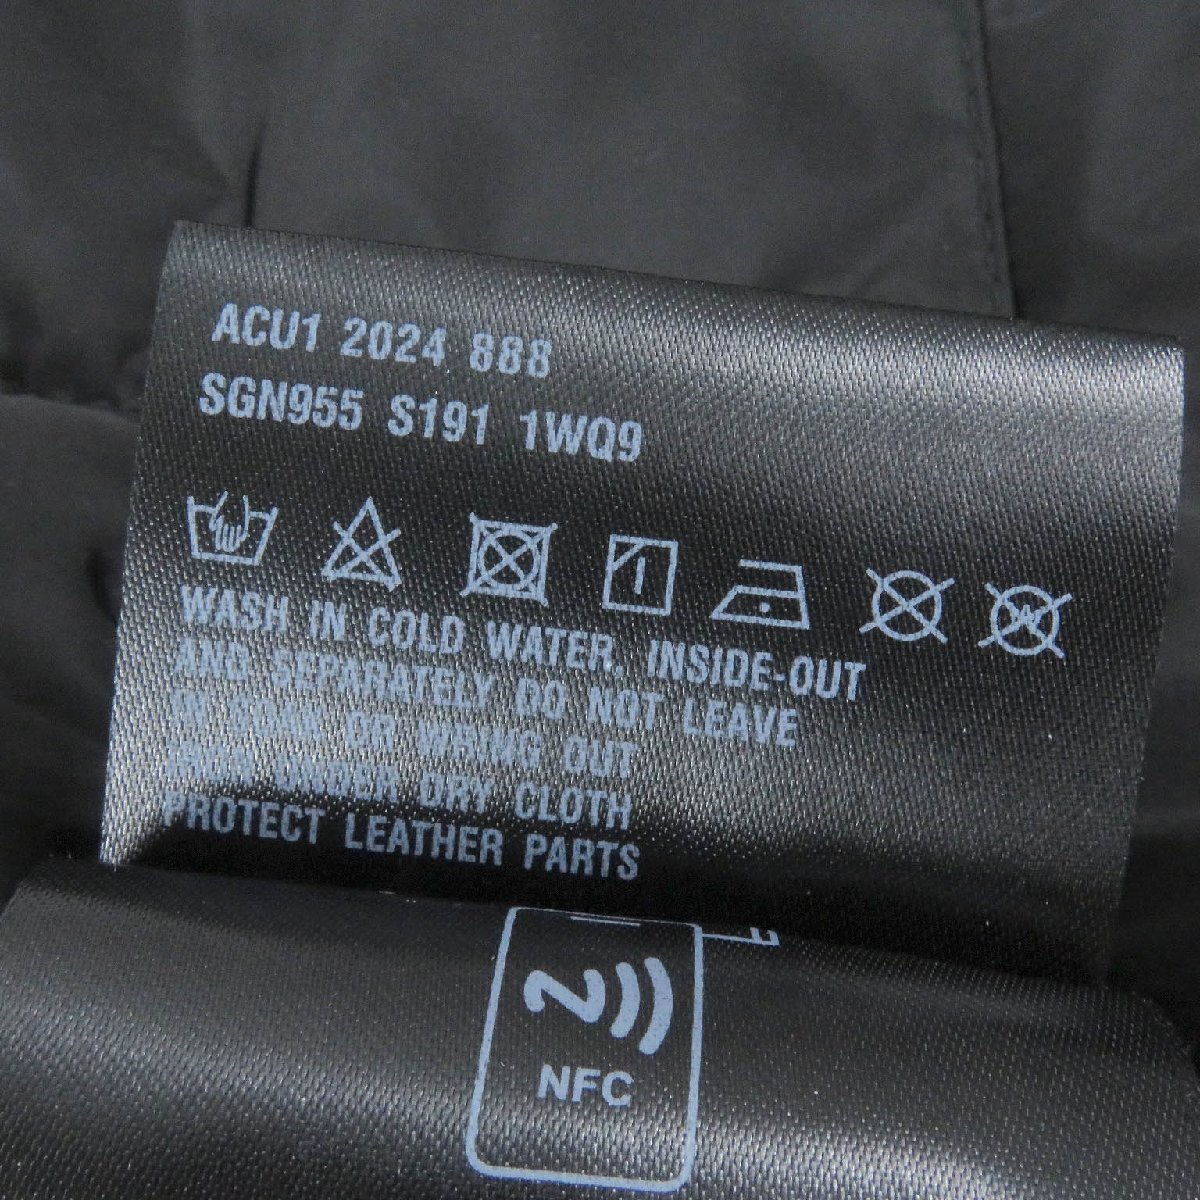 ACU1 2024 888
SGN955 S191 1WQ9
1
W
WASH IN COLD WATER, INSIDE-OUT
AND SEPARATELY DO NOT LEAVE
IN SOAK OR WRING OUT
IRON UNDER DRY CLOTH
PROTECT LEATHER PARTS
NFC